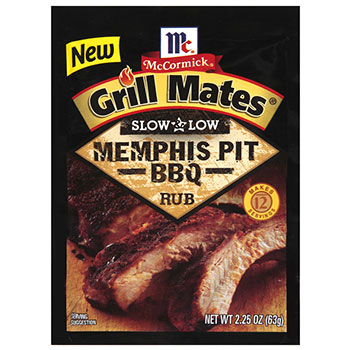 New
Mc
McCormick®
Grill Mates®
SLOW & LOW
MEMPHIS PIT
BBQ
RUB
MAKES
12
SERVINGS
SERVING
SUGGESTION
NET WT 2.25 OZ (63g)